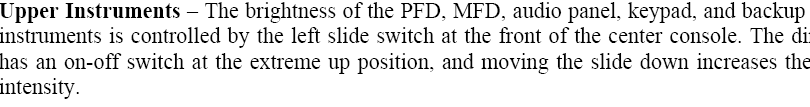 Upper Instruments – The brightness of the PFD, MFD, audio panel, keypad, and backup
instruments is controlled by the left slide switch at the front of the center console. The
has an on-off switch at the extreme up position, and moving the slide down increases the
intensity.